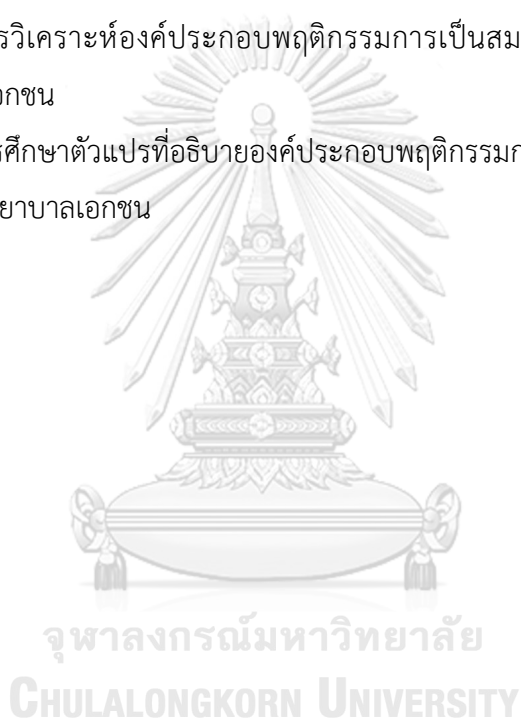 รวิเคราะห์องค์ประกอบพฤติกรรมการเป็นสม
อกชน
ศึกษาตัวแปรที่อธิบายองค์ประกอบพฤติกรรมก
ยาบาลเอกชน
จุฬาลงกรณ์มหาวิทยาลัย
CHULALONGKORN UNIVERSITY